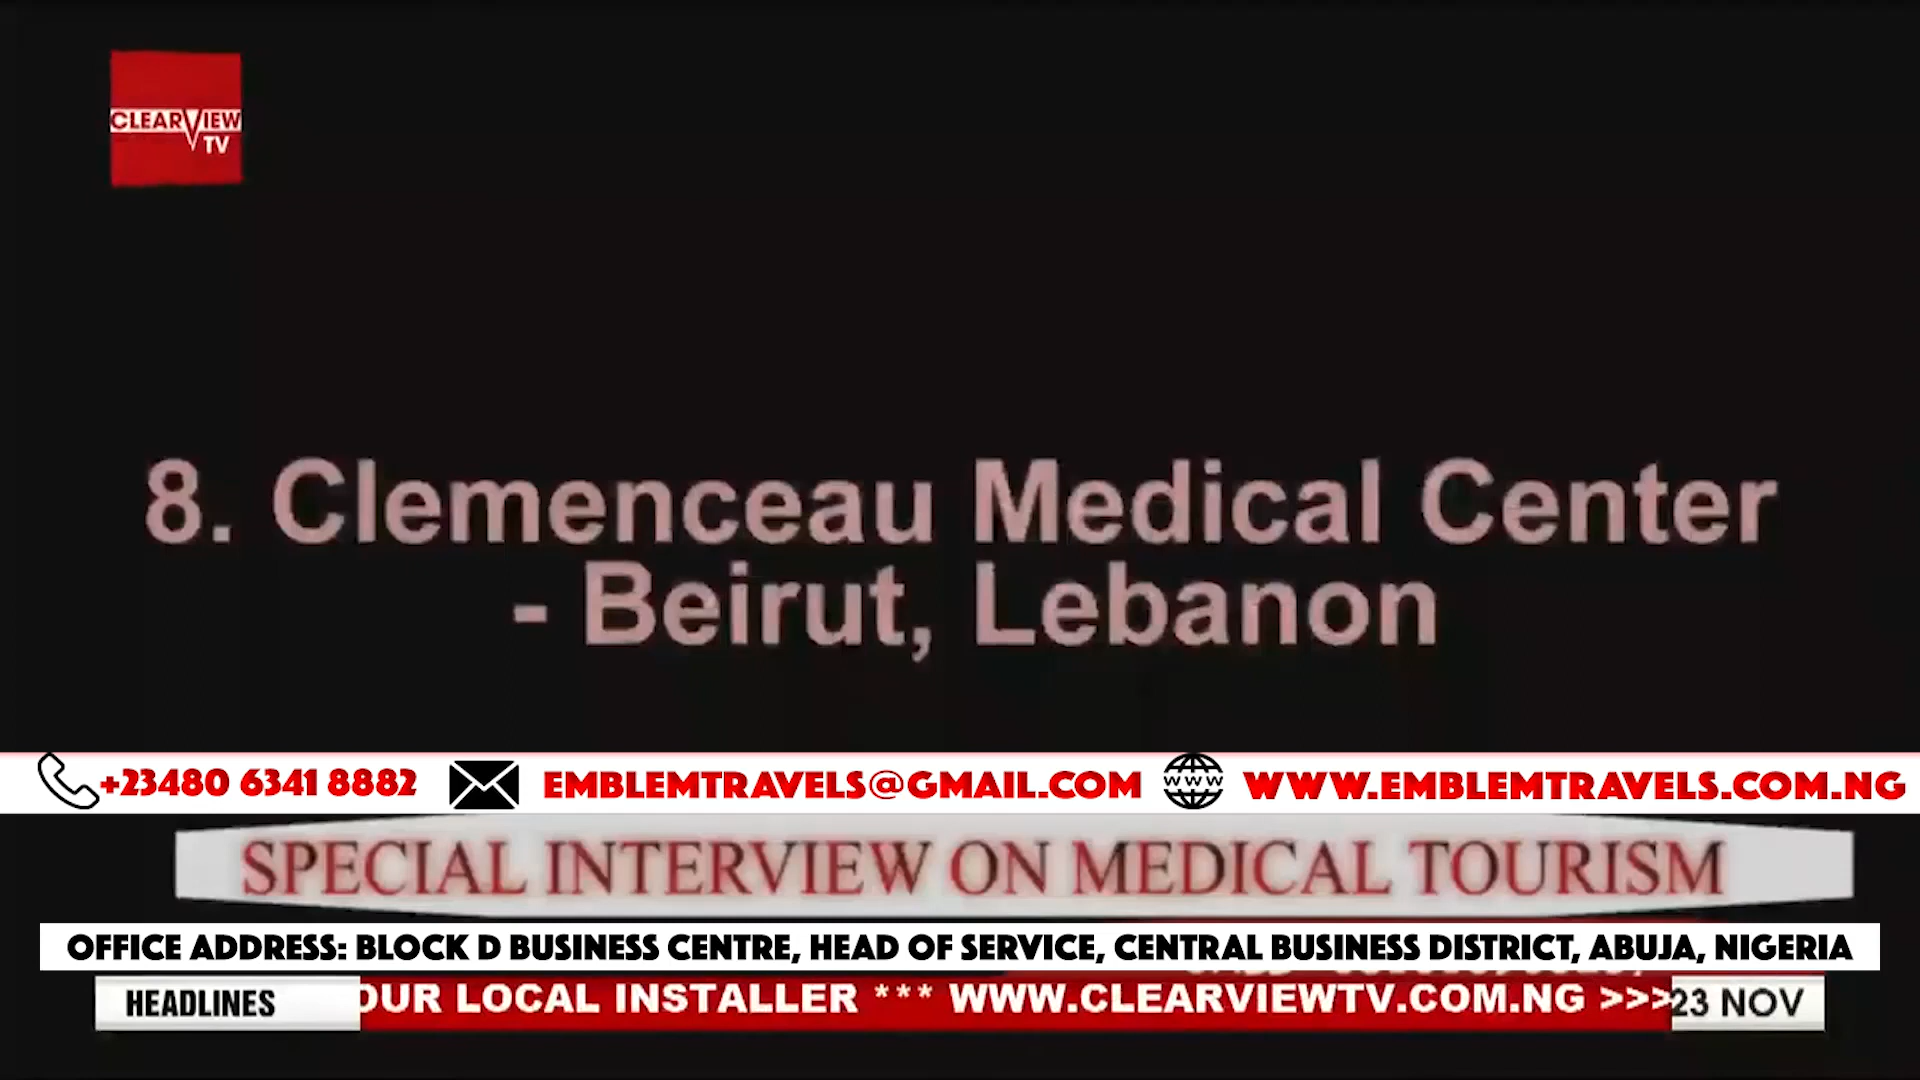 CLEARVIEW
TV
8. Clemenceau Medical Center
- Beirut, Lebanon
+23480 6341 8882 EMBLEMTRAVELS@GMAIL.COM WWW WWW.EMBLEMTRAVELS.COM.NG
SPECIAL INTERVIEW ON MEDICAL TOURISM
OFFICE ADDRESS: BLOCK D BUSINESS CENTRE, HEAD OF SERVICE, CENTRAL BUSINESS DISTRICT, ABUJA, NIGERIA
HEADLINES OUR LOCAL INSTALLER *** WWW.CLEARVIEWTV.COM.NG >>> 23 NOV